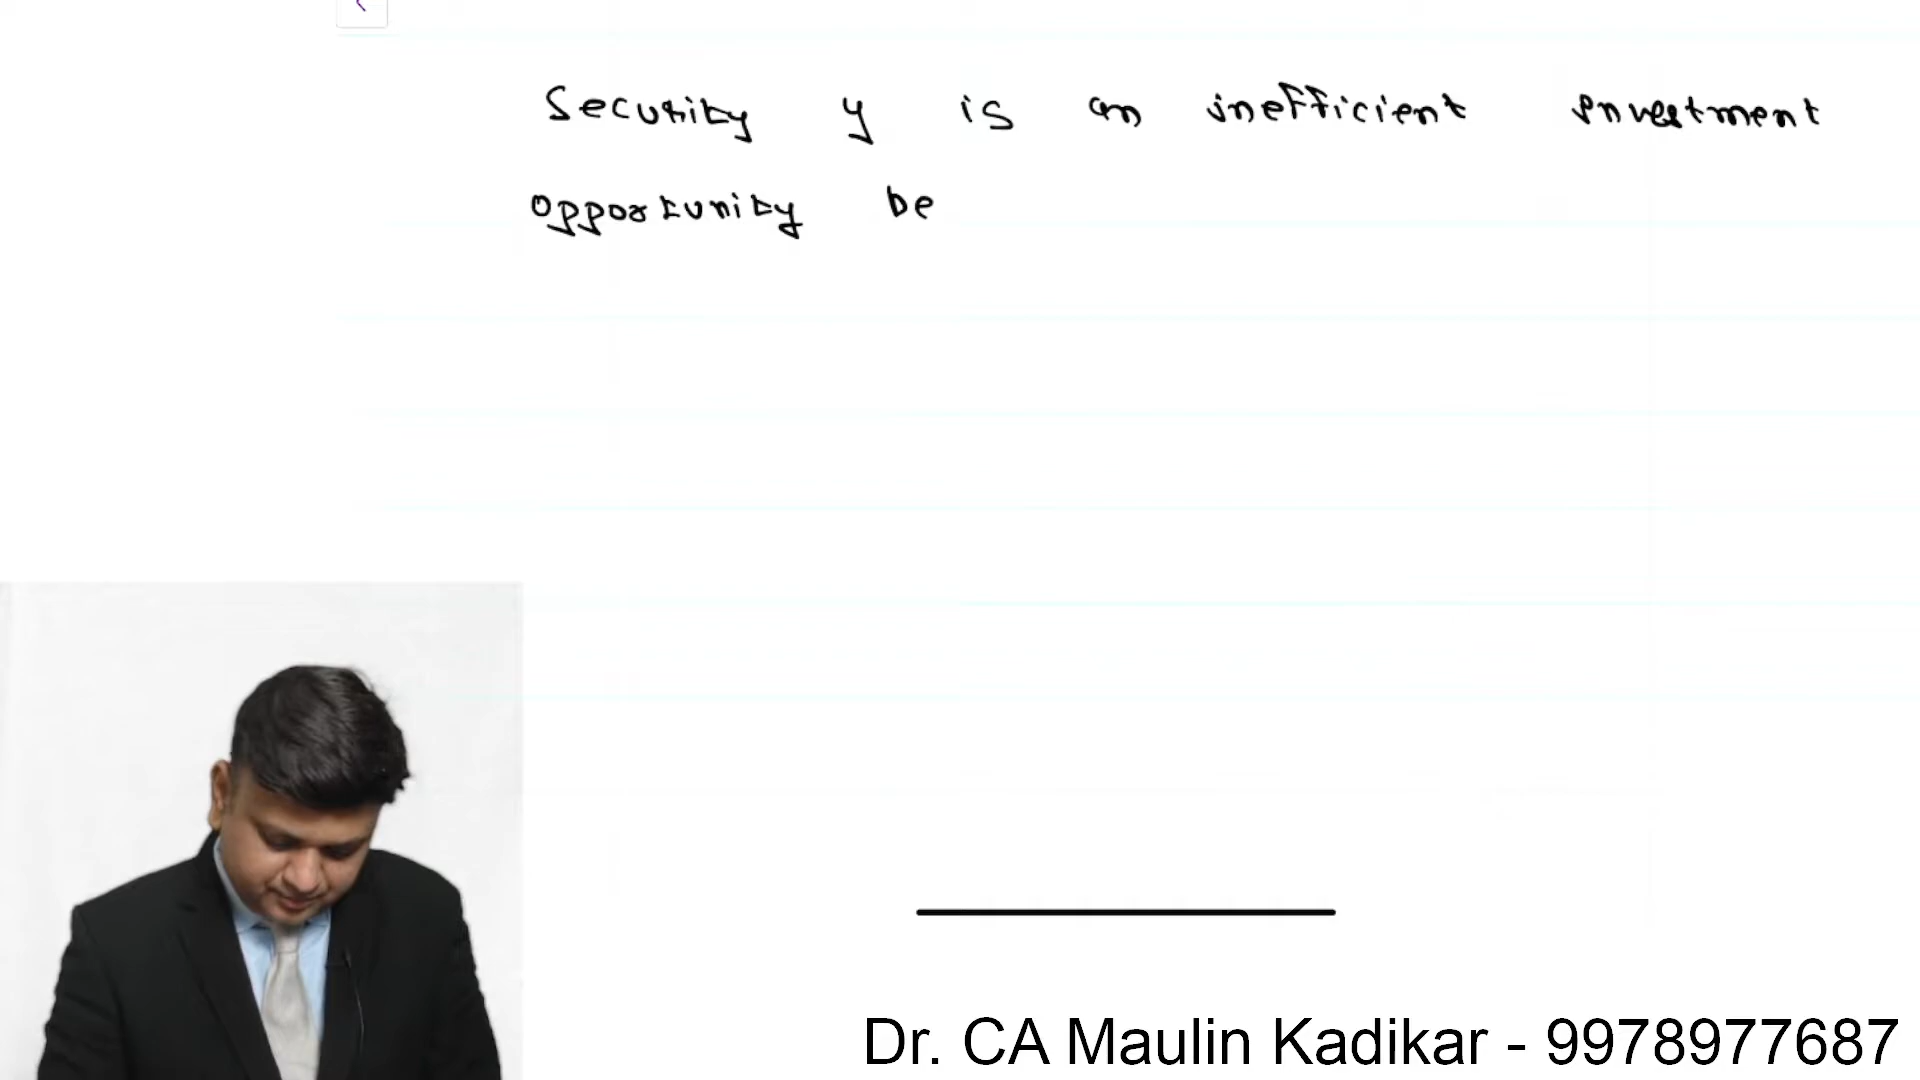 Security y is an inefficient investment
opportunity be
Dr. CA Maulin Kadikar - 9978977687